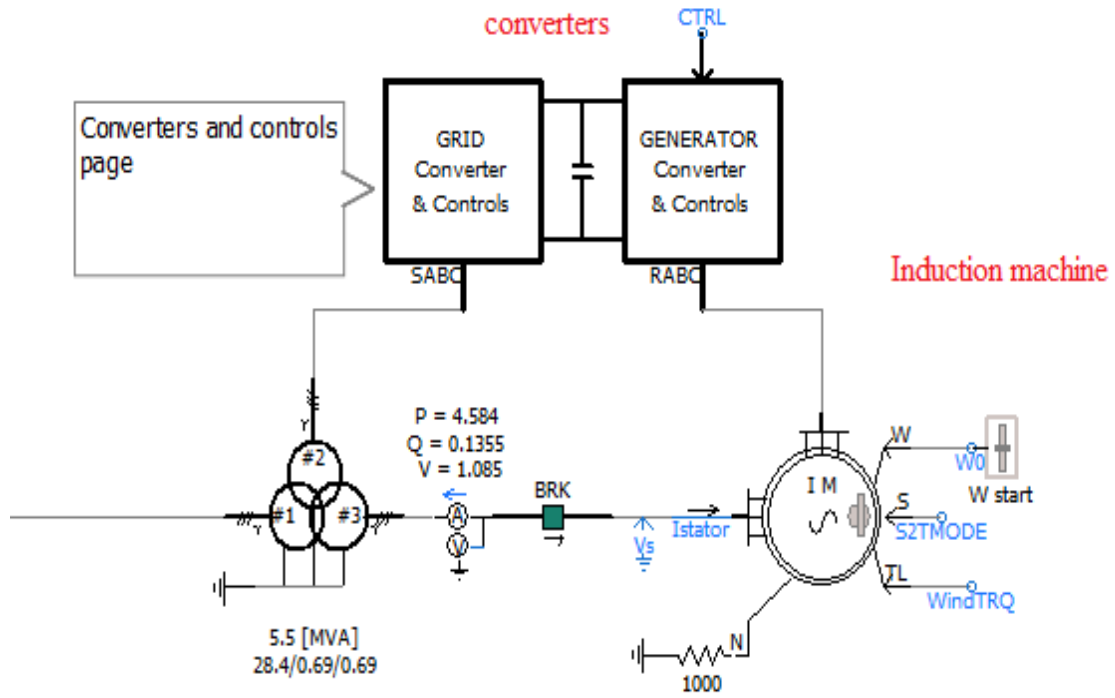 converters
CTRL
Converters and controls
page
GRID
Converter
& Controls
GENERATOR
Converter
& Controls
SABC
RABC
Induction machine
P = 4.584
Q = 0.1355
V = 1.085
#2
#1
#3
Y
Y
Y
A
V
BRK
Vs
Istator
I M
W
W0
W start
S
S2TMODE
TL
WindTRQ
N
1000
5.5 [MVA]
28.4/0.69/0.69